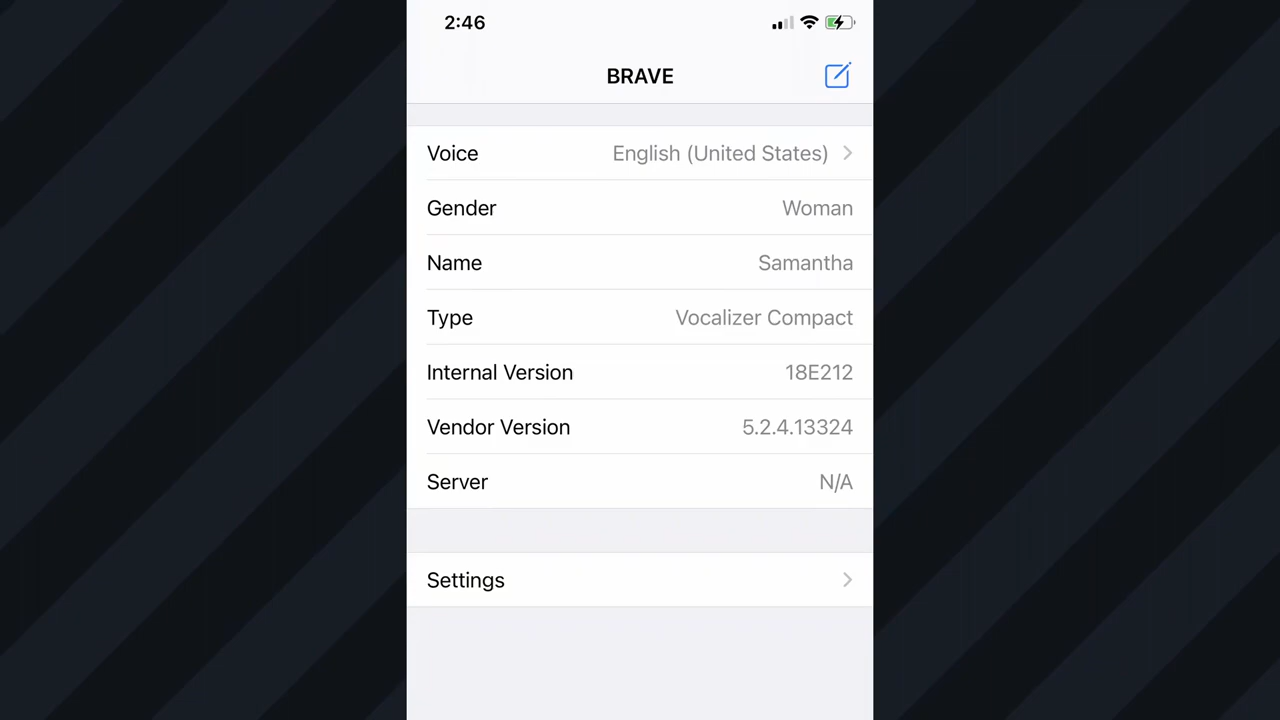 2:46
BRAVE
Voice English (United States)
Gender Woman
Name Samantha
Type Vocalizer Compact
Internal Version 18E212
Vendor Version 5.2.4.13324
Server N/A
Settings